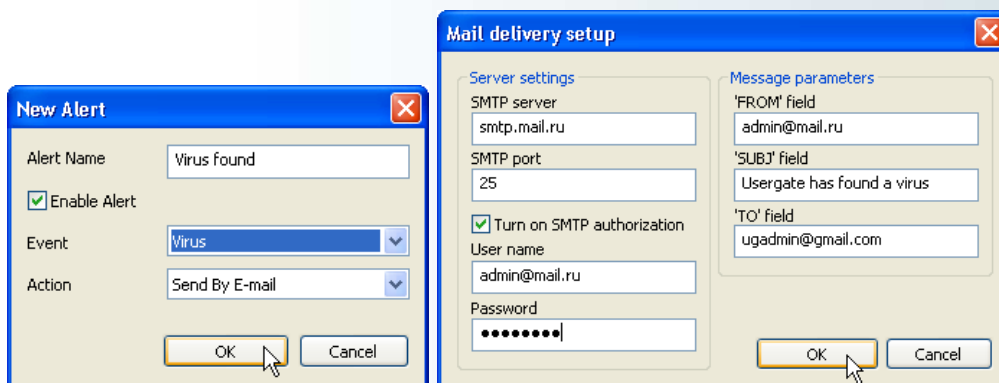 New Alert
Alert Name
Virus found
Enable Alert
Event
Virus
Action
Send By E-mail
OK
Cancel
Mail delivery setup
Server settings
SMTP server
smtp.mail.ru
SMTP port
25
Turn on SMTP authorization
User name
admin@mail.ru
Password
••••••••
Message parameters
'FROM' field
admin@mail.ru
'SUBJ' field
Usergate has found a virus
'TO' field
ugadmin@gmail.com
OK
Cancel